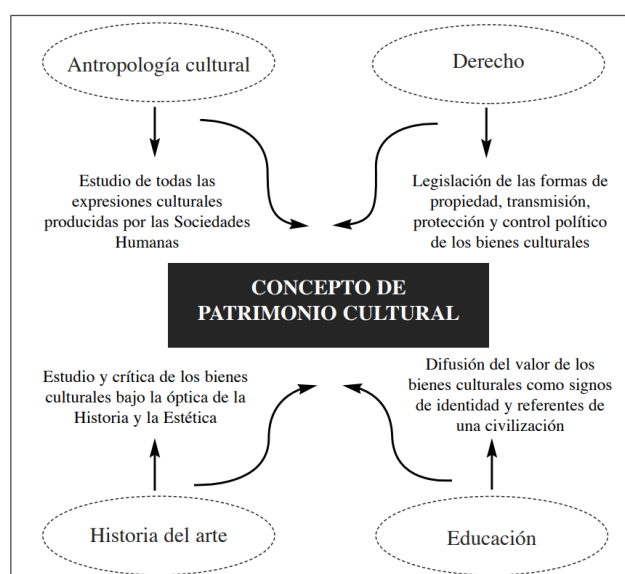 Antropología cultural
Derecho
Estudio de todas las
expresiones culturales
producidas por las Sociedades
Humanas
Legislación de las formas de
propiedad, transmisión,
protección y control político
de los bienes culturales
CONCEPTO DE
PATRIMONIO CULTURAL
Estudio y crítica de los bienes
culturales bajo la óptica de la
Historia y la Estética
Difusión del valor de los
bienes culturales como signos
de identidad y referentes de
una civilización
Historia del arte
Educación